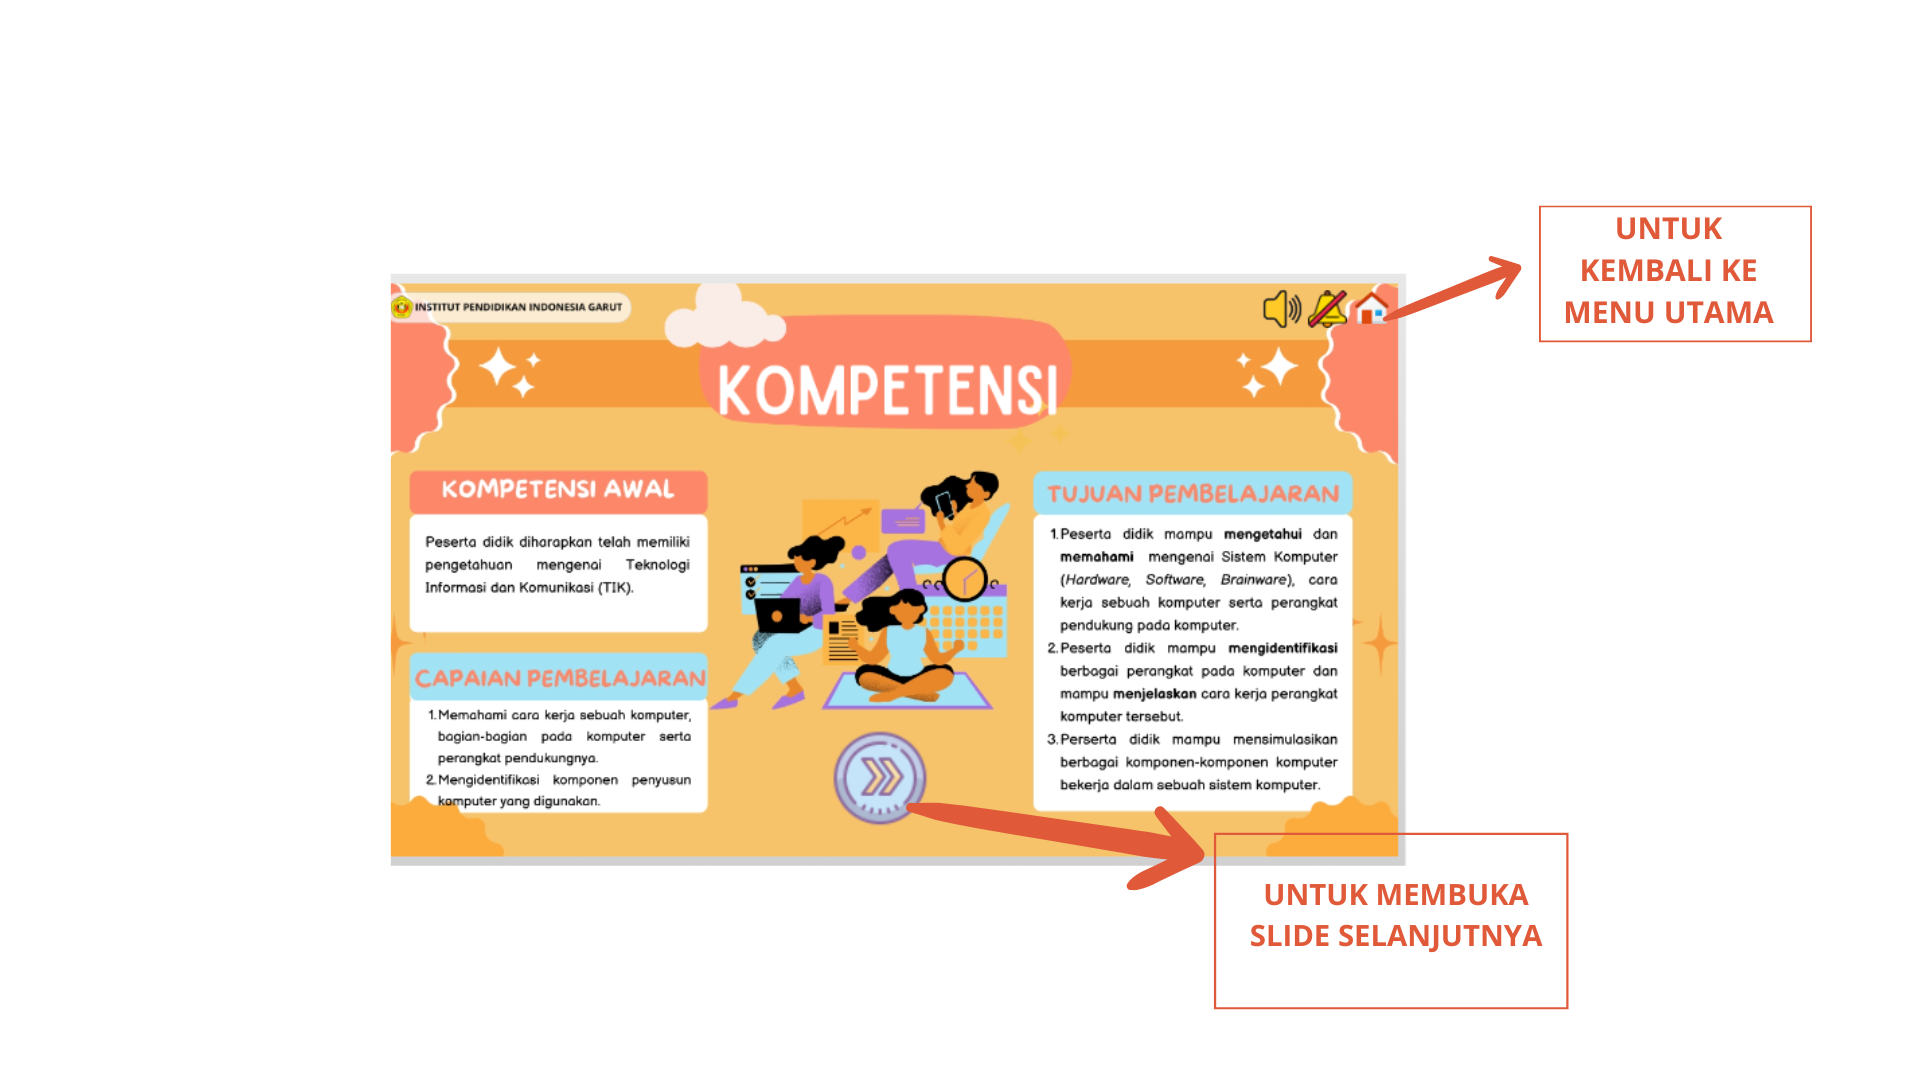 INSTITUT PENDIDIKAN INDONESIA GARUT
KOMPETENSI
KOMPETENSI AWAL
Peserta didik diharapkan telah memiliki
pengetahuan mengenai Teknologi
Informasi dan Komunikasi (TIK).
CAPAIAN PEMBELAJARAN
1. Memahami cara kerja sebuah komputer,
bagian-bagian pada komputer serta
perangkat pendukungnya.
2. Mengidentifikasi komponen penyusun
komputer yang digunakan.
TUJUAN PEMBELAJARAN
1. Peserta didik mampu mengetahui dan
memahami mengenai Sistem Komputer
(Hardware, Software, Brainware), cara
kerja sebuah komputer serta perangkat
pendukung pada komputer.
2. Peserta didik mampu mengidentifikasi
berbagai perangkat pada komputer dan
mampu menjelaskan cara kerja perangkat
komputer tersebut.
3. Perserta didik mampu mensimulasikan
berbagai komponen-komponen komputer
bekerja dalam sebuah sistem komputer.
UNTUK
KEMBALI KE
MENU UTAMA
UNTUK MEMBUKA
SLIDE SELANJUTNYA